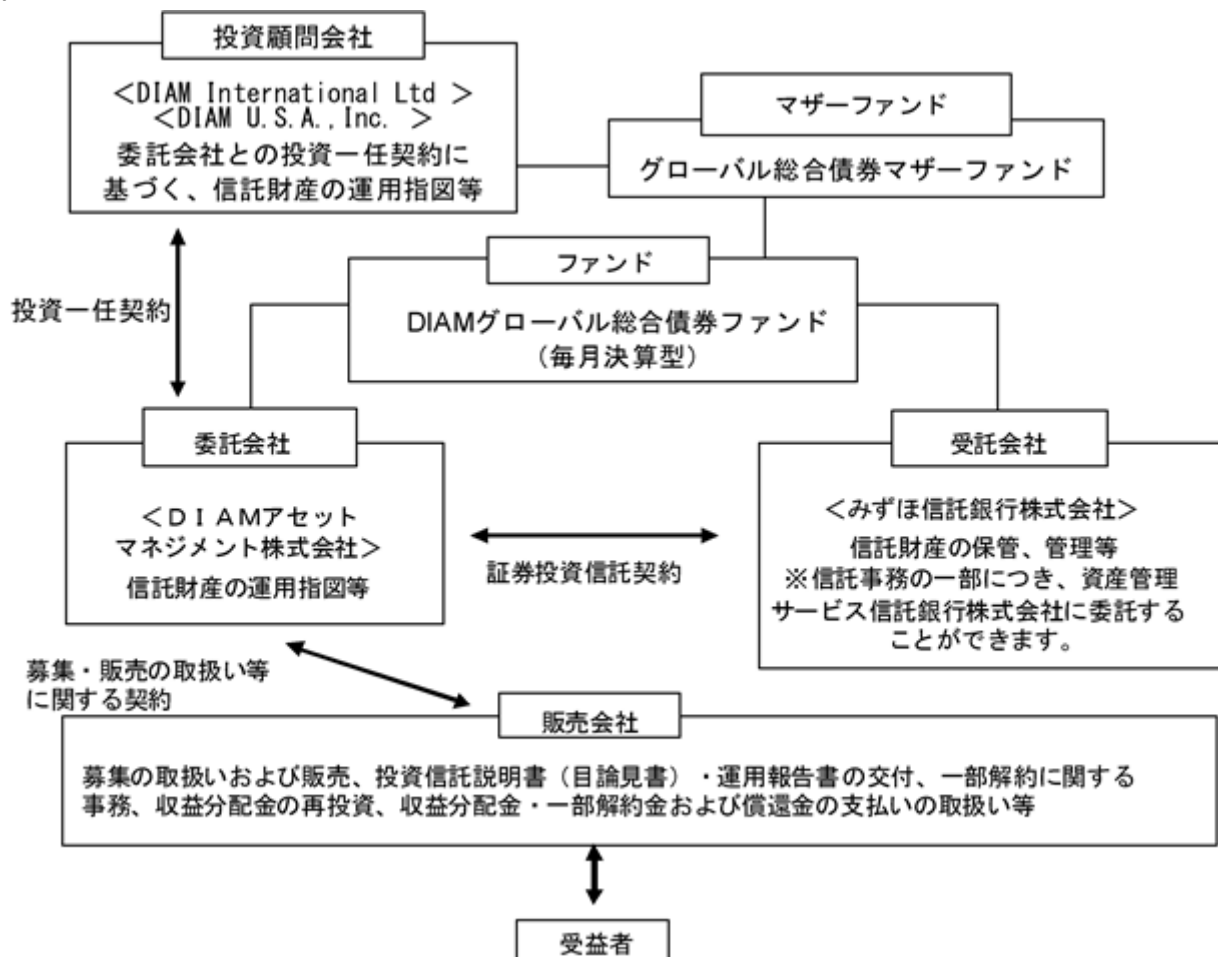 投資顧問会社
＜DIAM International Ltd ＞
＜DIAM U.S.A.,Inc. ＞
委託会社との投資一任契約に
基づく、信託財産の運用指図等
マザーファンド
グローバル総合債券マザーファンド
ファンド
DIAMグローバル総合債券ファンド
（毎月決算型）
投資一任契約
委託会社
＜ＤＩＡＭアセット
マネジメント株式会社＞
信託財産の運用指図等
証券投資信託契約
受託会社
＜みずほ信託銀行株式会社＞
信託財産の保管、管理等
※信託事務の一部につき、資産管理
サービス信託銀行株式会社に委託する
ことができます。
募集・販売の取扱い等
に関する契約
販売会社
募集の取扱いおよび販売、投資信託説明書（目論見書）・運用報告書の交付、一部解約に関する
事務、収益分配金の再投資、収益分配金・一部解約金および償還金の支払いの取扱い等
受益者